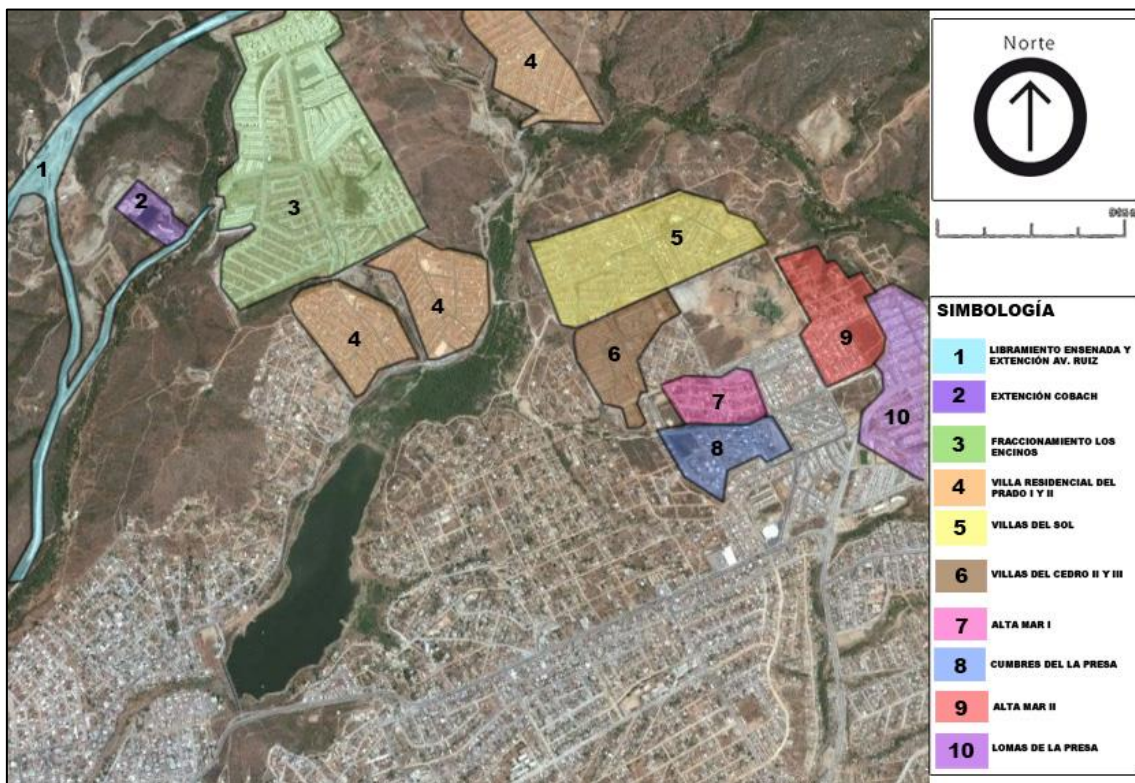 1
2
3
4
4
4
5
6
7
8
9
10
Norte
SIMBOLOGÍA
1 LIBRAMIENTO ENSENADA Y
EXTENCIÓN AV. RUIZ
2 EXTENCIÓN COBACH
3 FRACCIONAMIENTO LOS
ENCINOS
4 VILLA RESIDENCIAL DEL
PRADO I Y II
5 VILLAS DEL SOL
6 VILLAS DEL CEDRO II Y III
7 ALTA MAR I
8 CUMBRES DEL LA PRESA
9 ALTA MAR II
10 LOMAS DE LA PRESA